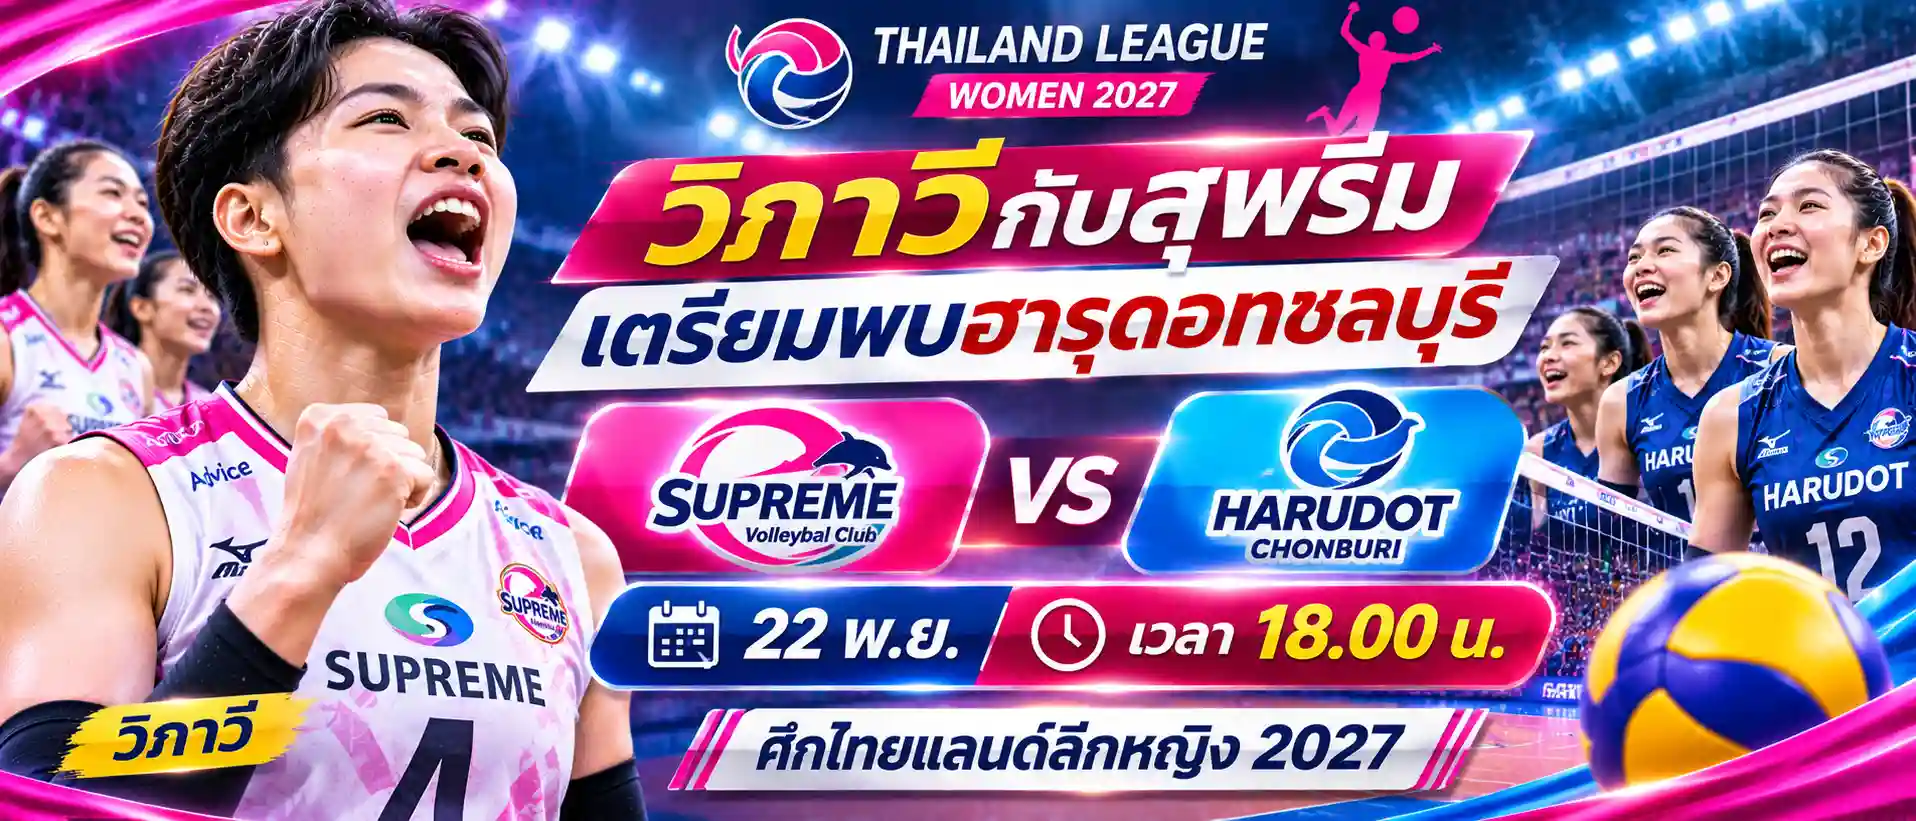 THAILAND LEAGUE
WOMEN 2027
วิภาวี กับสุพรีม
เตรียมพบฮารุดอทชลบุรี
SUPREME
Volleybal Club
VS
HARUDOT
CHONBURI
22 พ.ย.
เวลา 18.00 น.
ศึกไทยแลนด์ลีกหญิง 2027
Advice
SUPREME
SUPREME
4
วิภาวี
HARUDOT
12